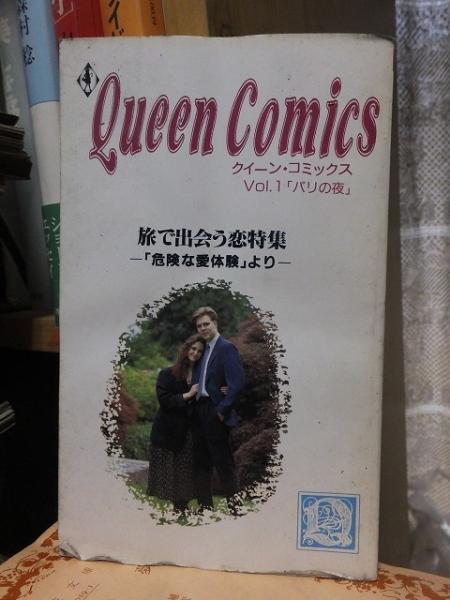 Queen Comics
クイーン・コミックス
Vol.1「パリの夜」
旅で出会う恋特集
―「危険な愛体験」より―